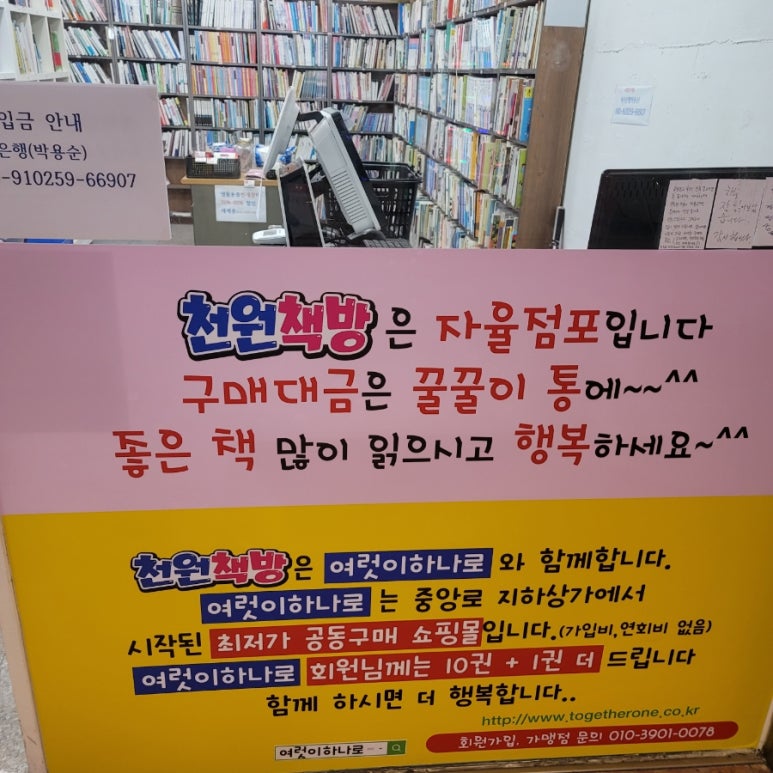 입금 안내
은행(박용순)
-910259-66907
천원책방은 자율점포입니다
구매대금은 꿀꿀이 통에~~^^
좋은 책 많이 읽으시고 행복하세요~^^
천원책방은 여럿이하나로 와 함께합니다.
여럿이하나로 는 중앙로 지하상가에서
시작된 최저가 공동구매 쇼핑몰입니다.(가입비,연회비 없음)
여럿이하나로 회원님께는 10권 + 1권 더 드립니다
함께 하시면 더 행복합니다..
http://www.togetherone.co.kr
여럿이하나로
회원가입, 가맹점 문의 010-3901-0078